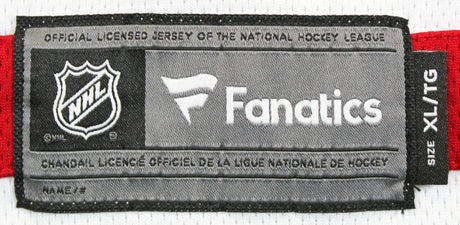 OFFICIAL LICENSED JERSEY OF THE NATIONAL HOCKEY LEAGUE
NHL
©NHL
Fanatics
CHANDAIL LICENCIÉ OFFICIEL DE LA LIGUE NATIONALE DE HOCKEY
NAME/#
SIZE XL/TG